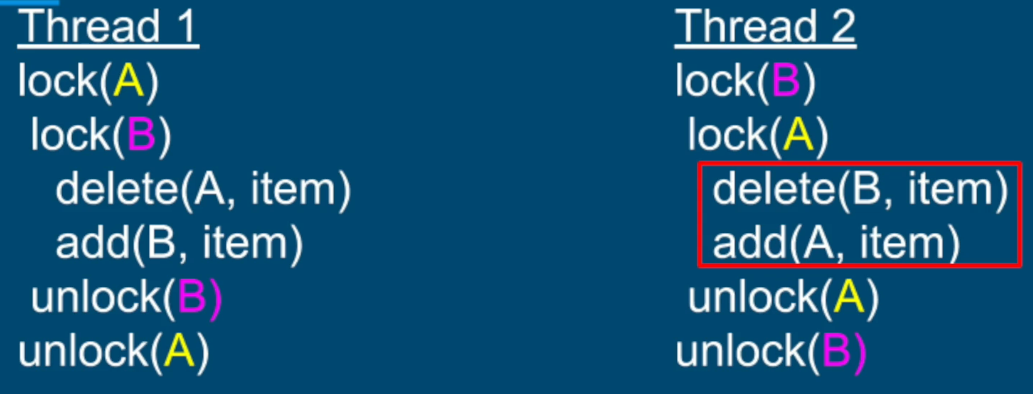 Thread 1
lock(A)
lock(B)
delete(A, item)
add(B, item)
unlock(B)
unlock(A)
Thread 2
lock(B)
lock(A)
delete(B, item)
add(A, item)
unlock(A)
unlock(B)